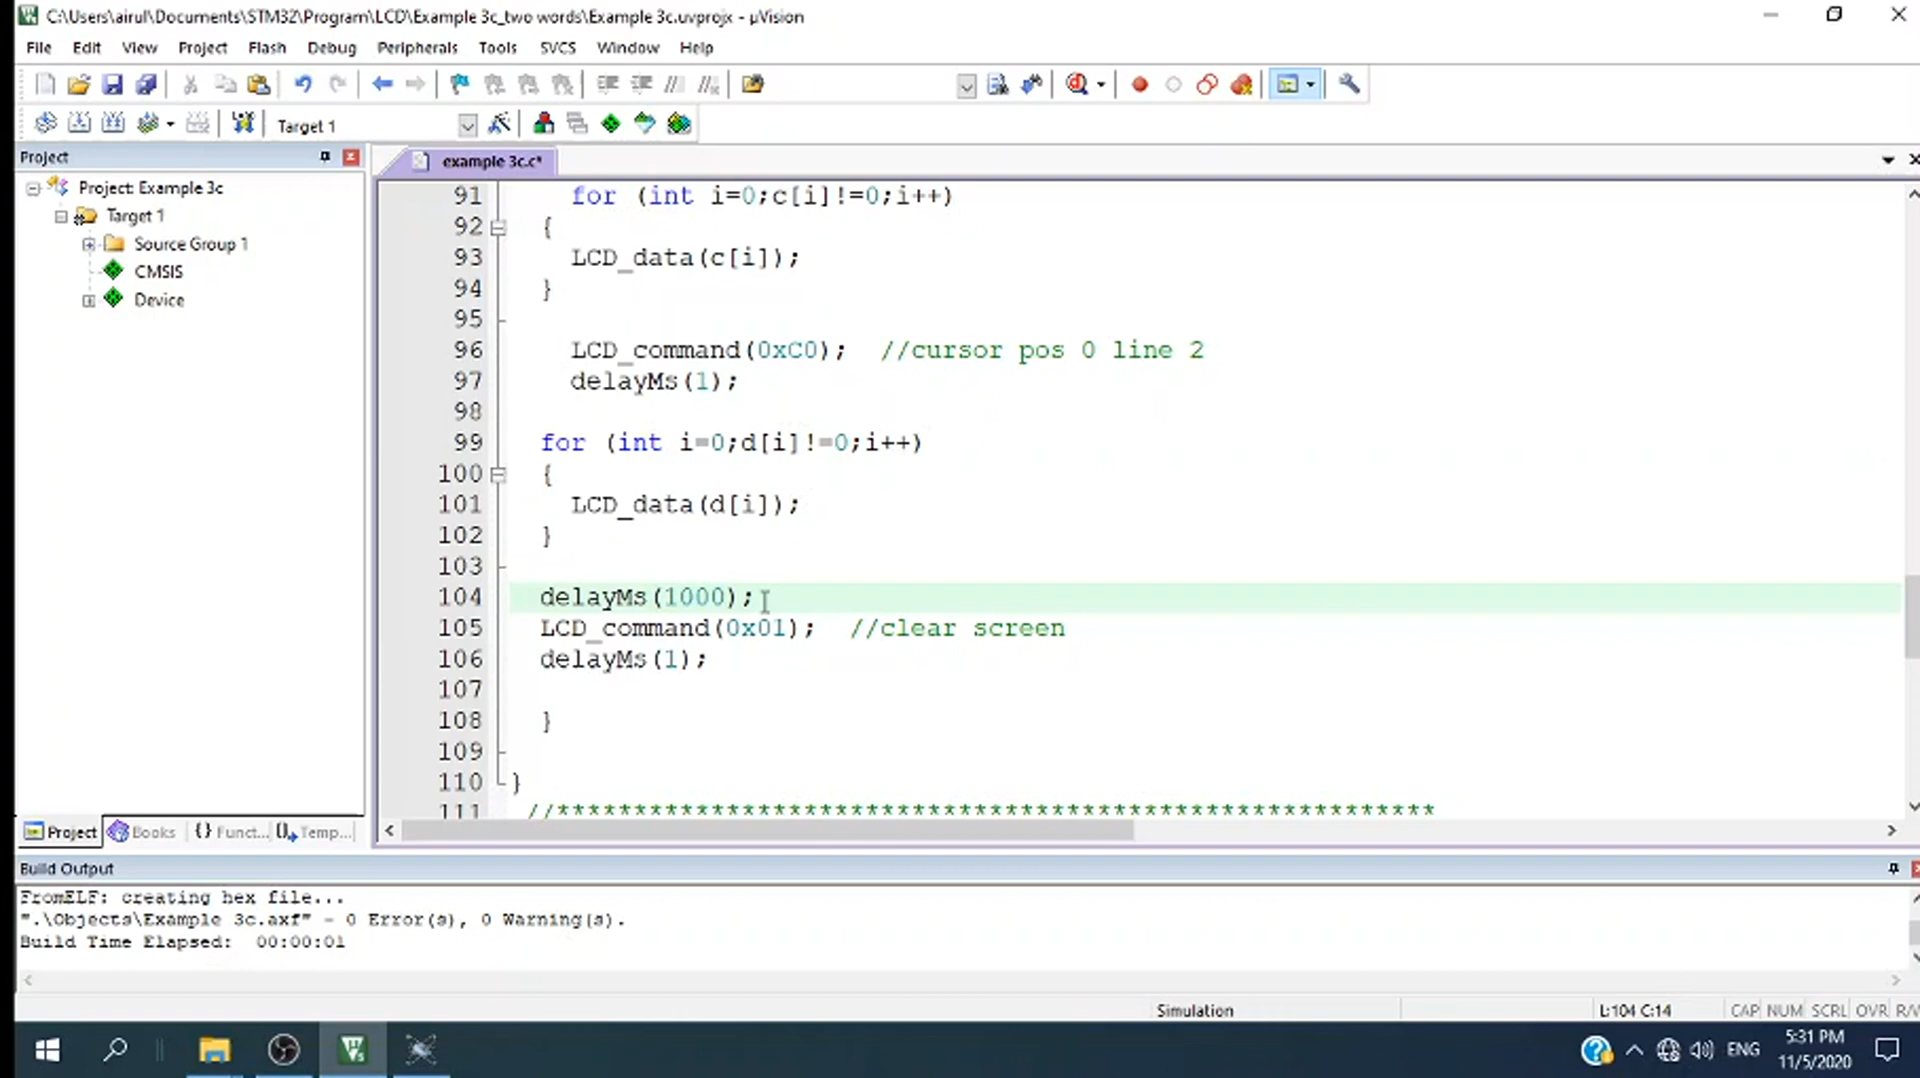 C:\Users\airul\Documents\STM32\Program\LCD\Example 3c_two words\Example 3c.uvprojx - µVision
File Edit View Project Flash Debug Peripherals Tools SVCS Window Help
Target 1
Project
example 3c.c*
Project: Example 3c
Target 1
Source Group 1
CMSIS
Device
91 for (int i=0;c[i]!=0;i++)
92 {
93 LCD_data(c[i]);
94 }
95
96 LCD_command(0xC0); //cursor pos 0 line 2
97 delayMs(1);
98
99 for (int i=0;d[i]!=0;i++)
100 {
101 LCD_data(d[i]);
102 }
103
104 delayMs(1000);
105 LCD_command(0x01); //clear screen
106 delayMs(1);
107
108 }
109
110 }
111 //*********************************************************
Project Books {} Funct... Temp...
Build Output
FromELF: creating hex file...
".\Objects\Example 3c.axf" - 0 Error(s), 0 Warning(s).
Build Time Elapsed: 00:00:01
Simulation L:104 C:14 CAP NUM SCRL OVR R/W
ENG
5:31 PM
11/5/2020